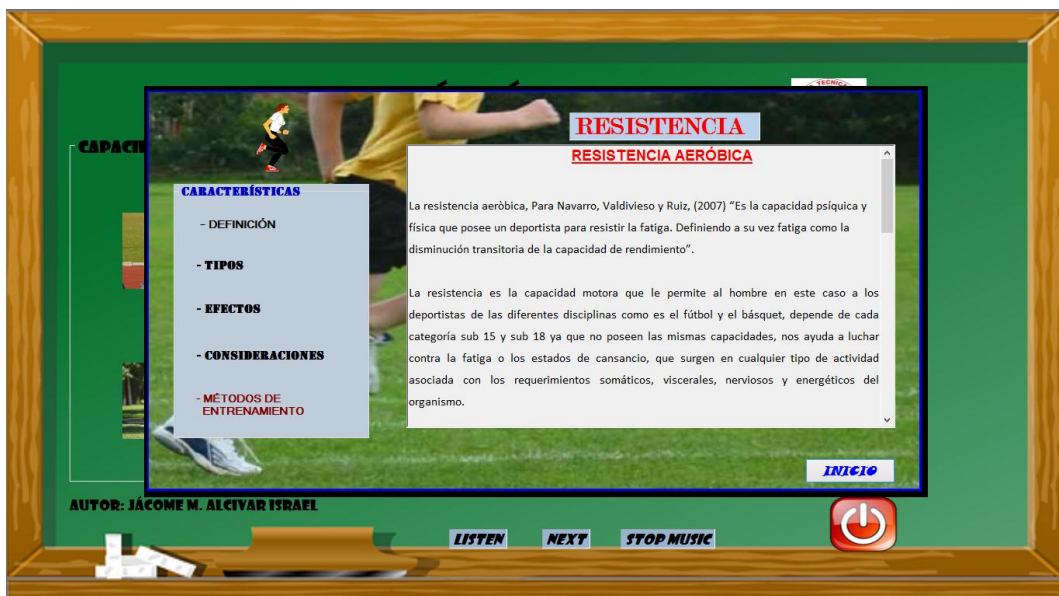 TECNICA
CAPACI
RESISTENCIA
RESISTENCIA AERÓBICA
CARACTERÍSTICAS
- DEFINICIÓN
- TIPOS
- EFECTOS
- CONSIDERACIONES
- MÉTODOS DE
ENTRENAMIENTO
La resistencia aeròbica, Para Navarro, Valdivieso y Ruiz, (2007) “Es la capacidad psíquica y
física que posee un deportista para resistir la fatiga. Definiendo a su vez fatiga como la
disminución transitoria de la capacidad de rendimiento”.
La resistencia es la capacidad motora que le permite al hombre en este caso a los
deportistas de las diferentes disciplinas como es el fútbol y el básquet, depende de cada
categoría sub 15 y sub 18 ya que no poseen las mismas capacidades, nos ayuda a luchar
contra la fatiga o los estados de cansancio, que surgen en cualquier tipo de actividad
asociada con los requerimientos somáticos, viscerales, nerviosos y energéticos del
organismo.
INICIO
AUTOR: JÁCOME M. ALCIVAR ISRAEL
LISTEN NEXT STOP MUSIC